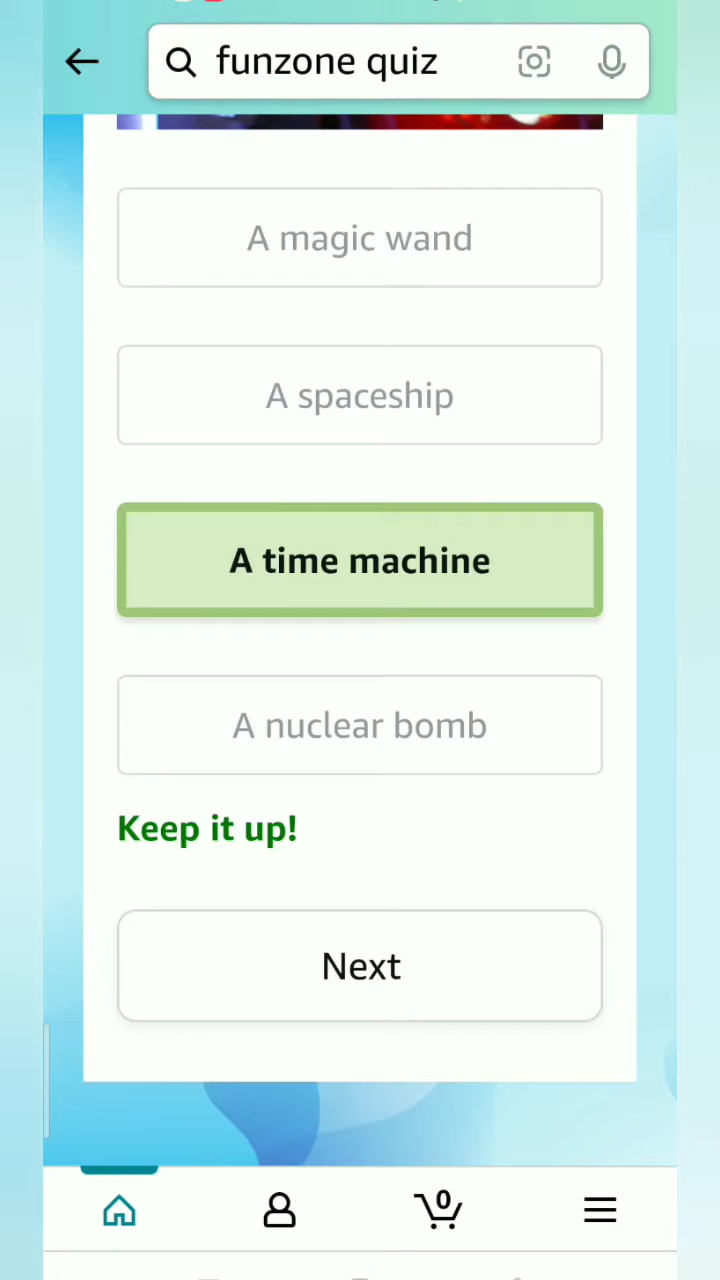 funzone quiz
A magic wand
A spaceship
A time machine
A nuclear bomb
Keep it up!
Next
0